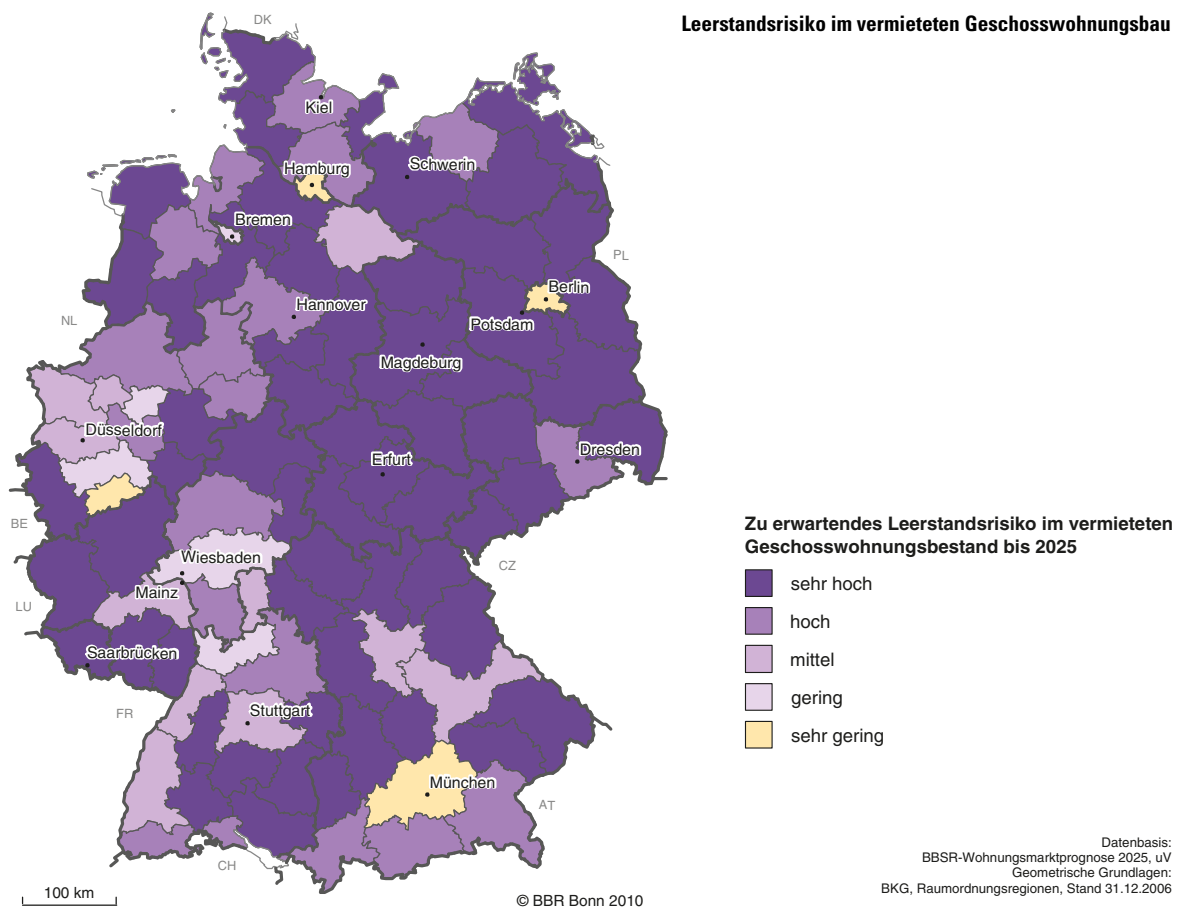 Leerstandsrisiko im vermieteten Geschosswohnungsbau
DK
Kiel
Hamburg
Schwerin
Bremen
PL
Berlin
Hannover
NL
Potsdam
Magdeburg
Düsseldorf
Dresden
Erfurt
BE
Wiesbaden
CZ
Mainz
LU
Saarbrücken
FR
Stuttgart
München
AT
CH
Zu erwartendes Leerstandsrisiko im vermieteten
Geschosswohnungsbestand bis 2025
sehr hoch
hoch
mittel
gering
sehr gering
Datenbasis:
BBSR-Wohnungsmarktprognose 2025, uV
Geometrische Grundlagen:
BKG, Raumordnungsregionen, Stand 31.12.2006
100 km
© BBR Bonn 2010